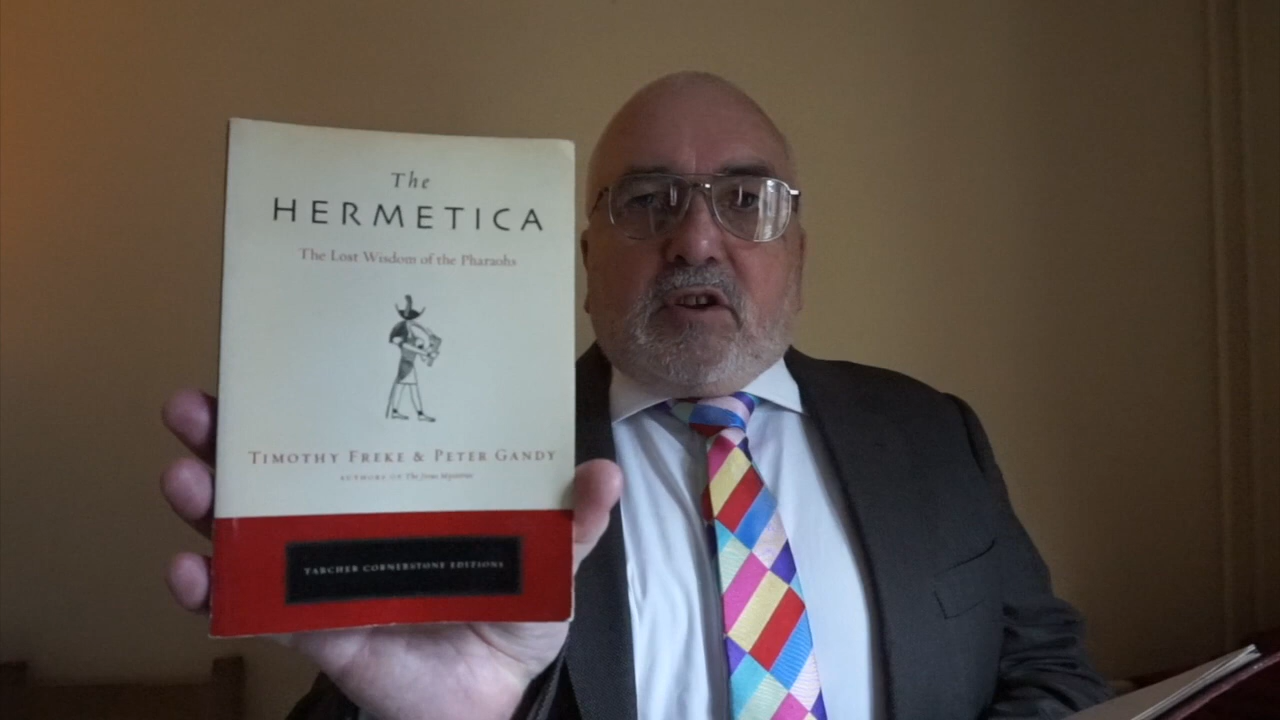 The
HERMETICA
The Lost Wisdom of the Pharaohs
TIMOTHY FREKE & PETER GANDY
AUTHORS OF The Jesus Mysteries
TARCHER CORNERSTONE EDITIONS